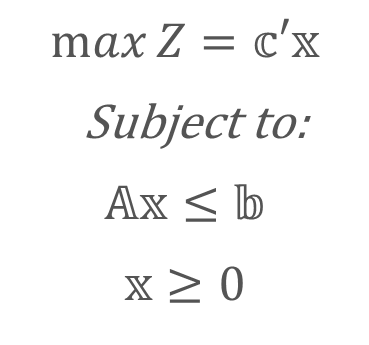 max Z = 𝕔′𝕩
Subject to:
𝔸𝕩 ≤ 𝕓
𝕩 ≥ 0